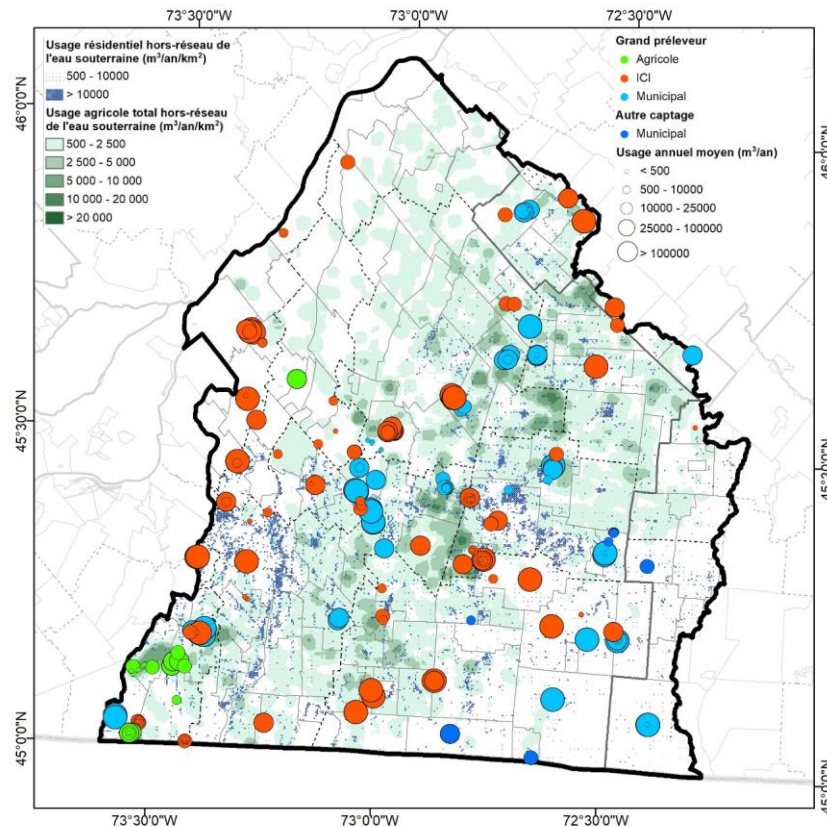 73°30'0"W
73°0'0"W
72°30'0"W
46°0'0"N
45°30'0"N
45°0'0"N
Usage résidentiel hors-réseau de
l'eau souterraine (m³/an/km²)
500 - 10000
> 10000
Usage agricole total hors-réseau
de l'eau souterraine (m³/an/km²)
500 - 2 500
2 500 - 5 000
5 000 - 10 000
10 000 - 20 000
> 20 000
Grand préleveur
Agricole
ICI
Municipal
Autre captage
Municipal
Usage annuel moyen (m³/an)
< 500
500 - 10000
10000 - 25000
25000 - 100000
> 100000
46°0'0"N
45°30'0"N
45°0'0"N
73°30'0"W
73°0'0"W
72°30'0"W